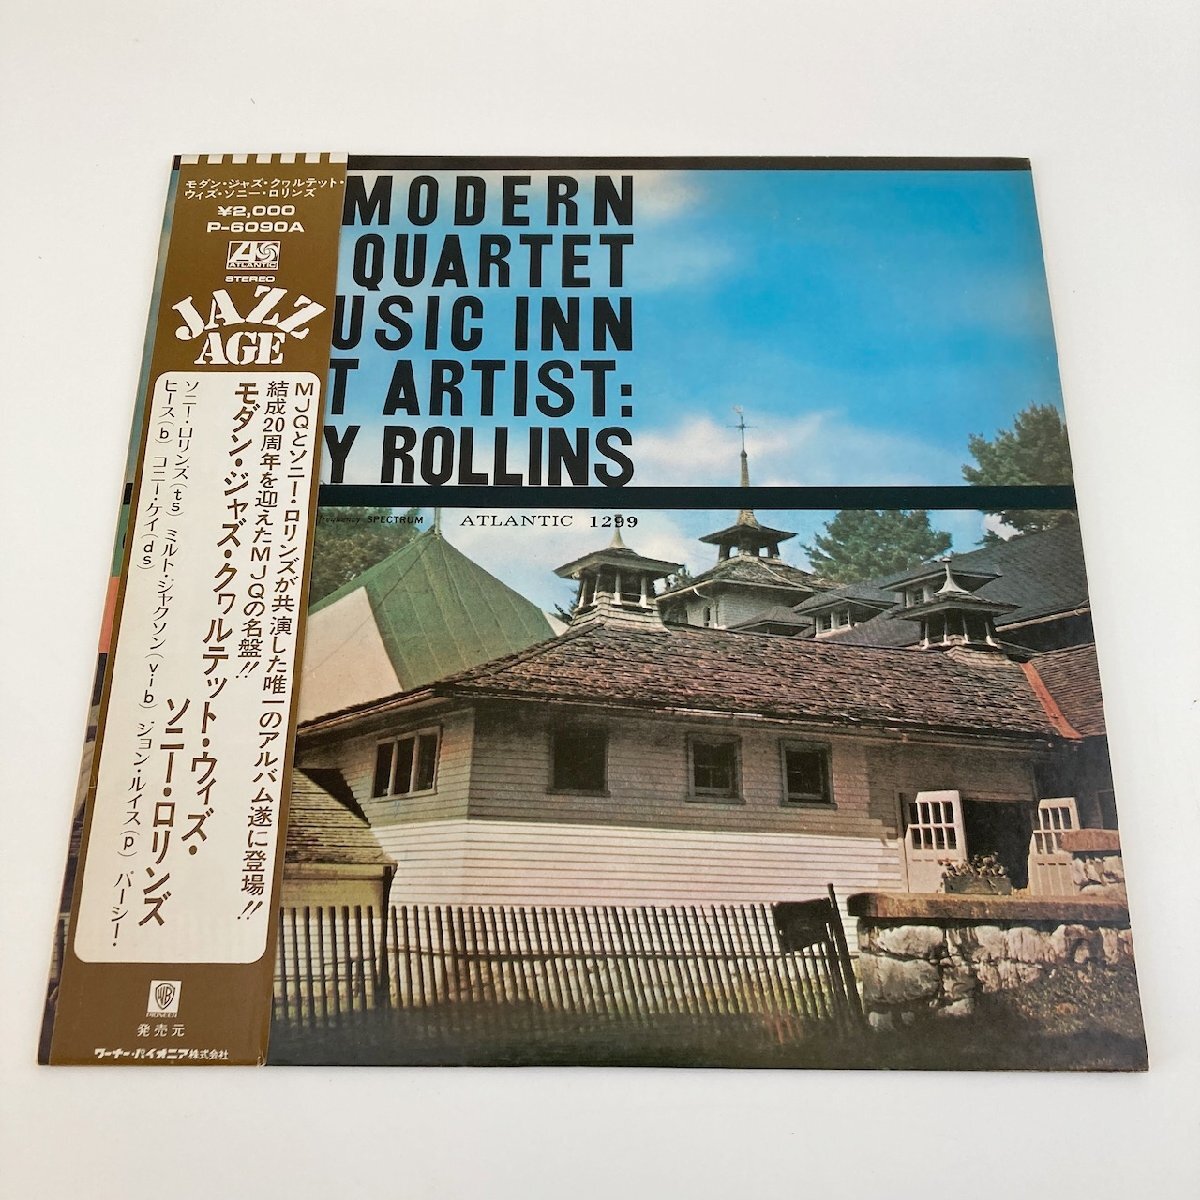 モダン・ジャズ・クヮルテット・
ウィズ・ソニー・ロリンズ
¥2,000
P-6090A
ATLANTIC
STEREO
JAZZ
AGE
MJQとソニー・ロリンズが共演した唯一のアルバム遂に登場!!
結成20周年を迎えたMJQの名盤!!
モダン・ジャズ・クヮルテット・ウィズ・
ソニー・ロリンズ
ソニー・ロリンズ(ts) ミルト・ジャクソン(vib) ジョン・ルイス(p) パーシー・
ヒース(b) コニー・ケイ(ds)
WB
PIONEER
発売元
ワーナー・パイオニア株式会社
MODERN
QUARTET
USIC INN
T ARTIST:
Y ROLLINS
frequency SPECTRUM
ATLANTIC 1299